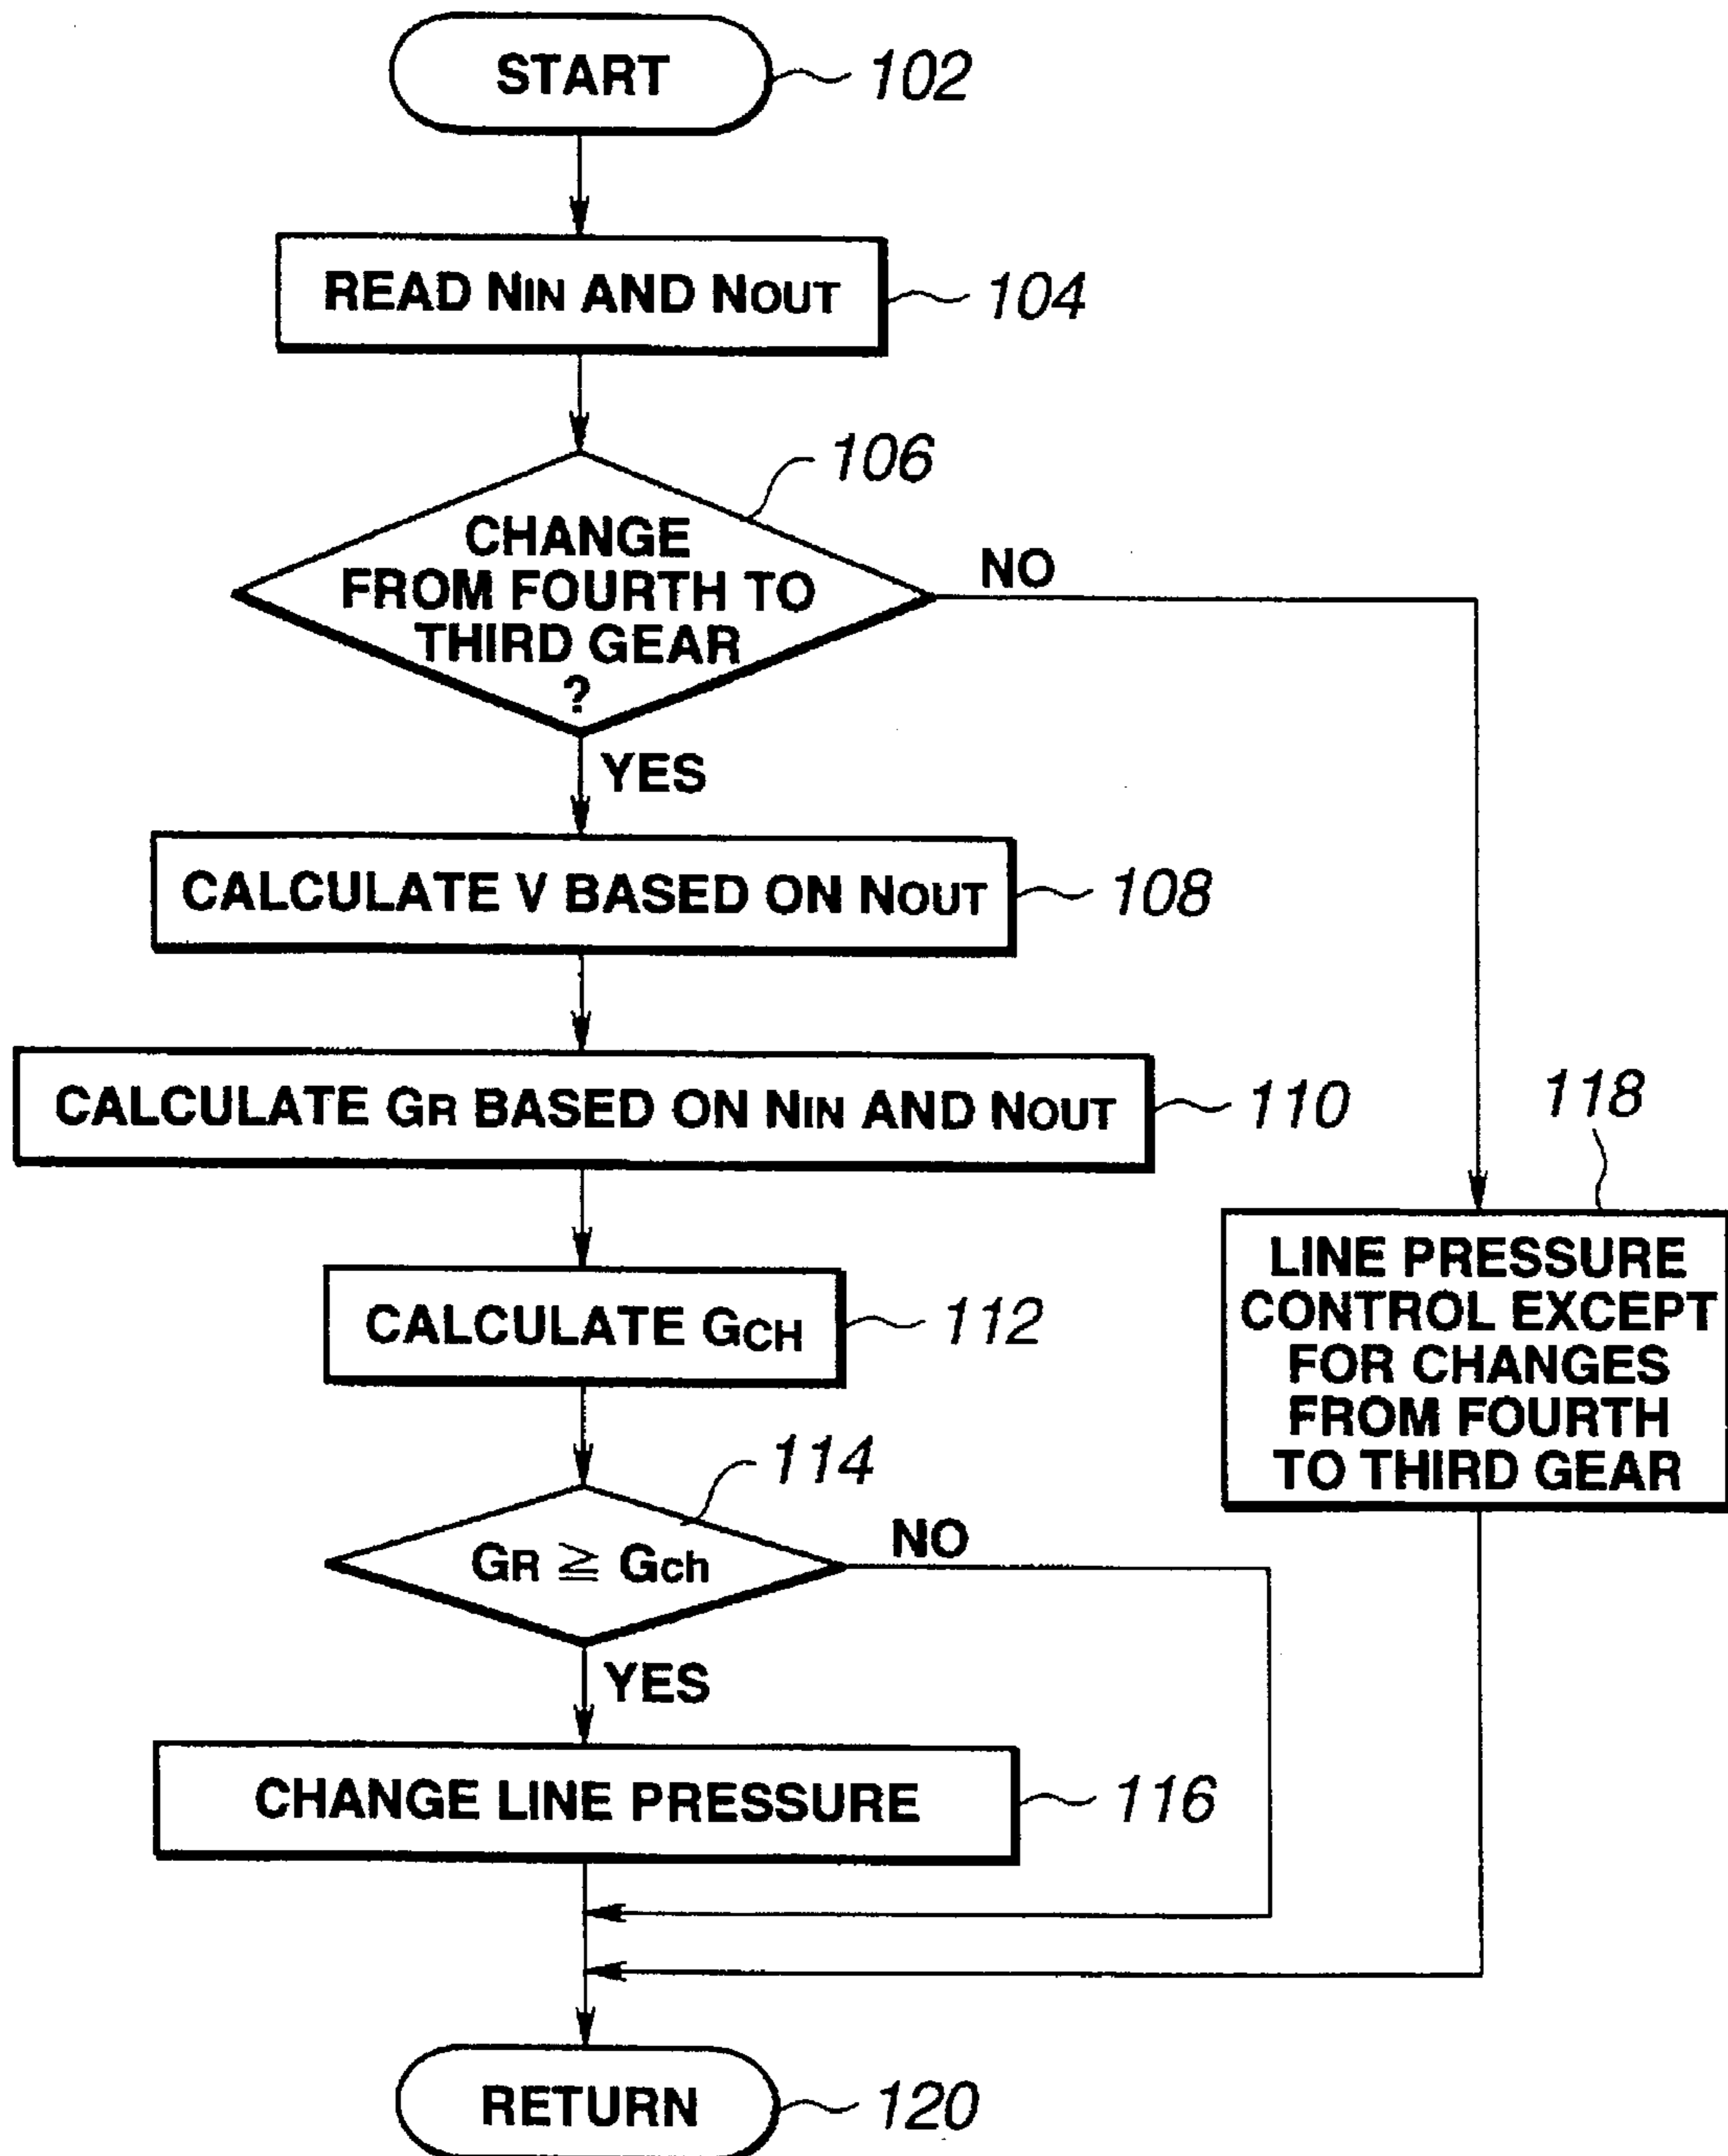 START
102
READ NIN AND NOUT
104
106
CHANGE
FROM FOURTH TO
THIRD GEAR
?
NO
YES
CALCULATE V BASED ON NOUT
108
CALCULATE GR BASED ON NIN AND NOUT
110
118
LINE PRESSURE
CONTROL EXCEPT
FOR CHANGES
FROM FOURTH
TO THIRD GEAR
CALCULATE GCH
112
114
GR ≧ Gch
NO
YES
CHANGE LINE PRESSURE
116
RETURN
120